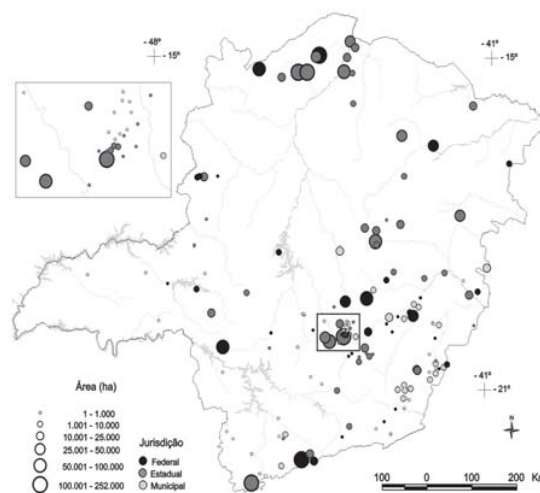 - 48°
- 15°
- 41°
- 15°
- 41°
- 21°
Área (ha)
1 - 1.000
1.001 - 10.000
10.001 - 25.000
25.001 - 50.000
50.001 - 100.000
100.001 - 252.000
Jurisdição
Federal
Estadual
Municipal
N
100 0 100 200